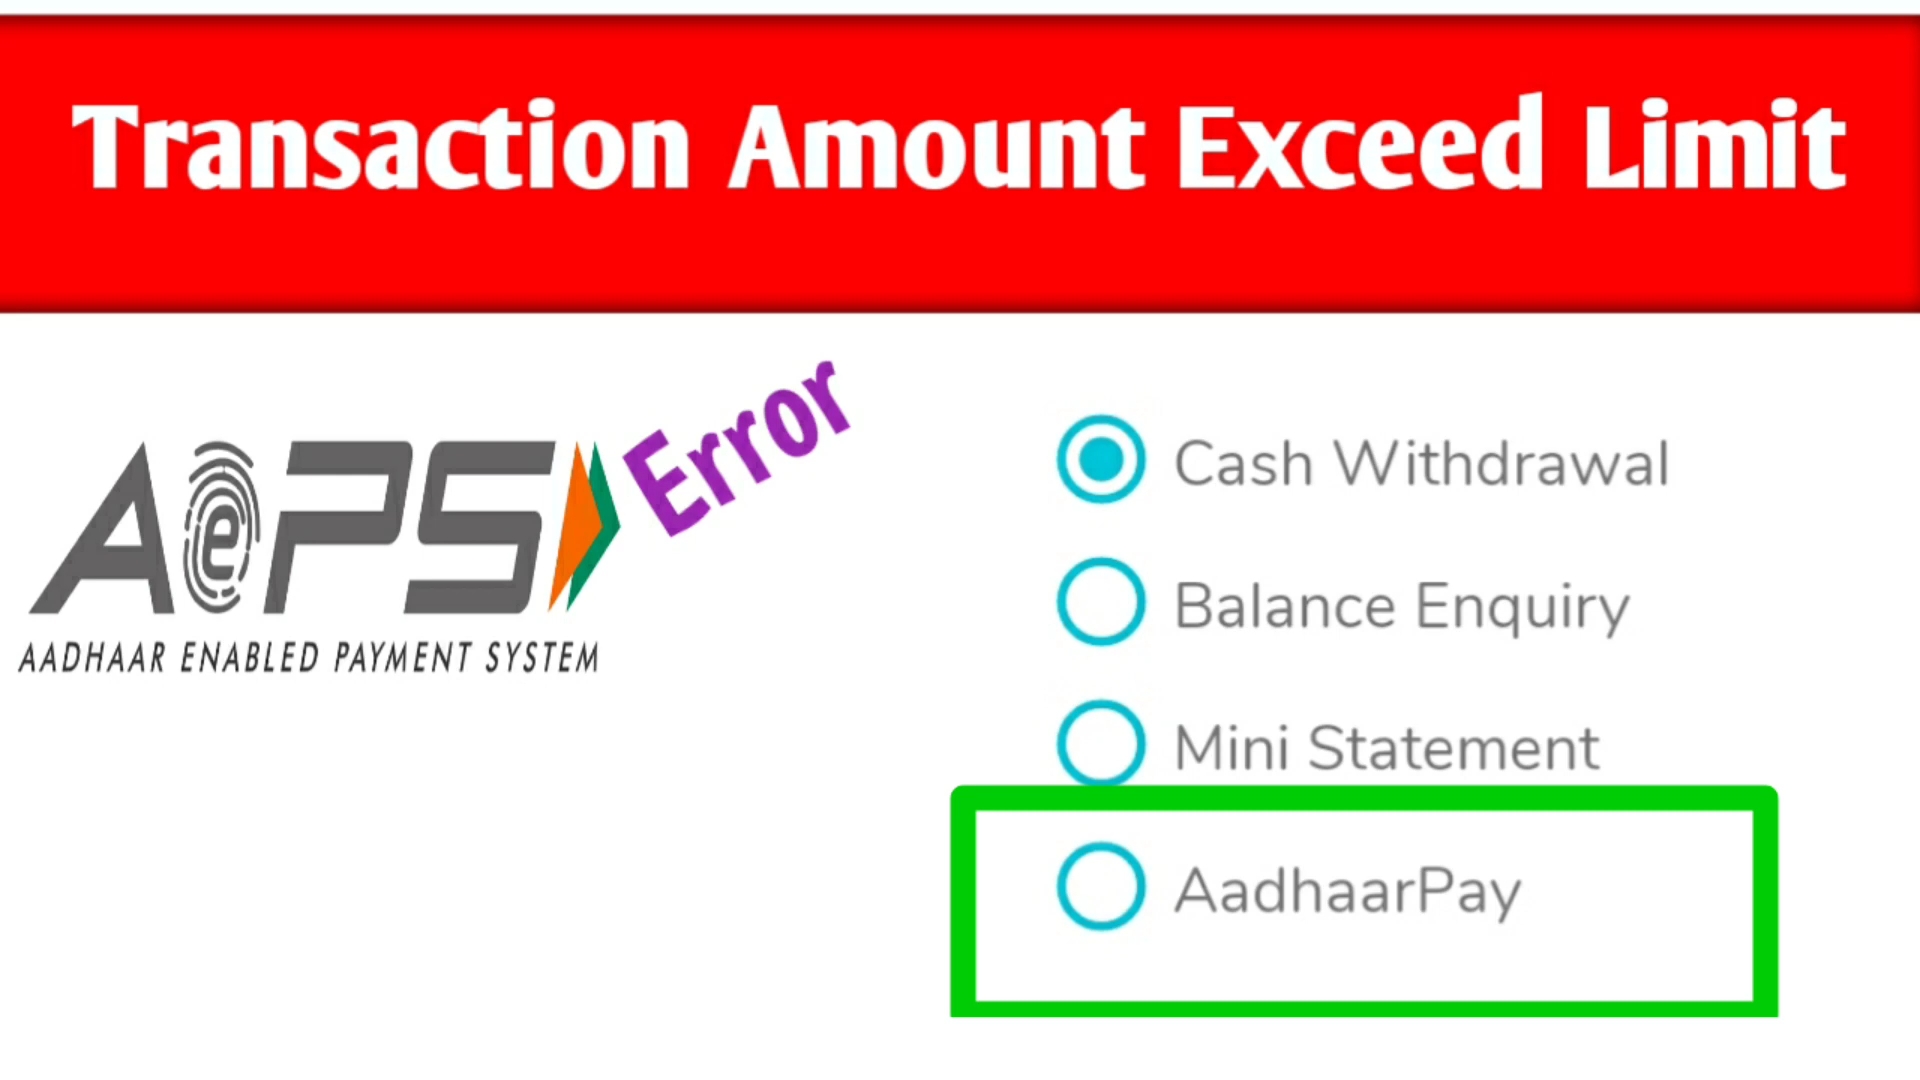 Transaction Amount Exceed Limit
AePS
Error
AADHAAR ENABLED PAYMENT SYSTEM
Cash Withdrawal
Balance Enquiry
Mini Statement
AadhaarPay